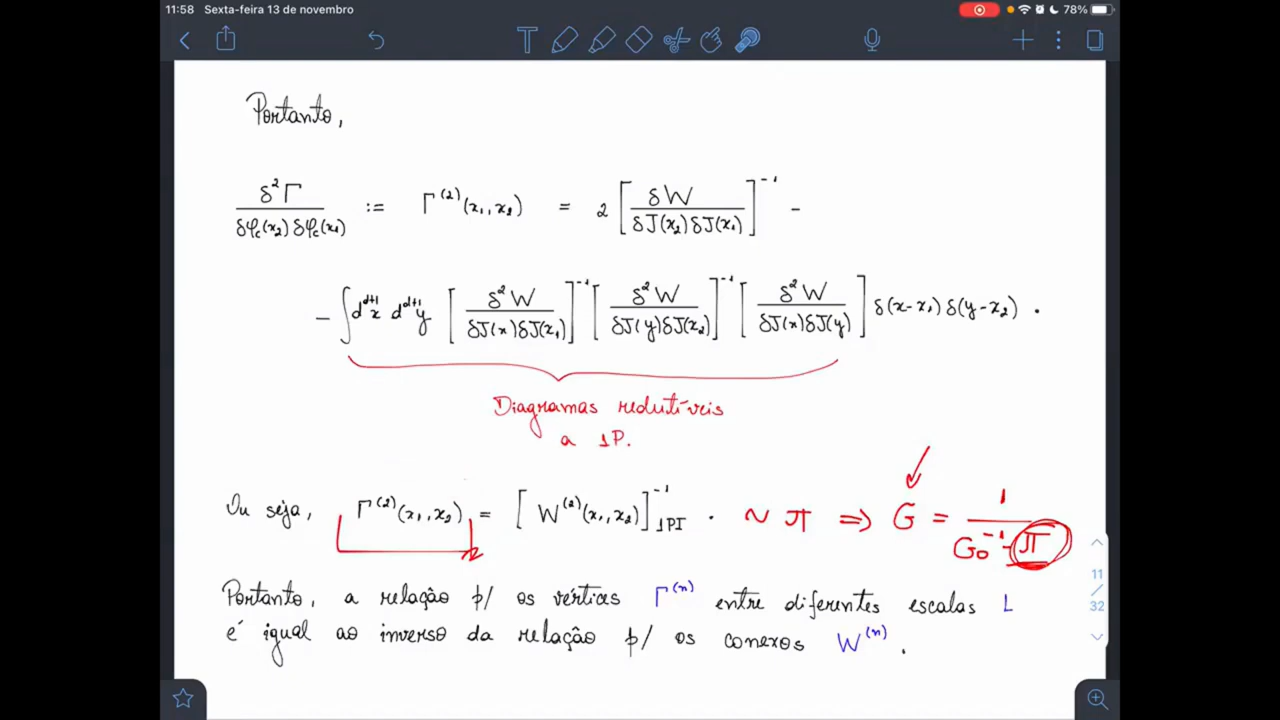 11:58 Sexta-feira 13 de novembro 78%
Portanto,
δ²Γ / δφc(x₂) δφc(x₁) := Γ⁽²⁾(x₁, x₂) = 2 [ δW / δJ(x₂) δJ(x₁) ]⁻¹ −
− ∫ d^{d+1}x d^{d+1}y [ δ²W / δJ(x) δJ(x₁) ]⁻¹ [ δ²W / δJ(y) δJ(x₂) ]⁻¹ [ δ²W / δJ(x) δJ(y) ] δ(x−x₁) δ(y−x₂) .
Diagramas redutíveis
a 1P.
Ou seja, Γ⁽²⁾(x₁, x₂) = [ W⁽²⁾(x₁, x₂) ]⁻¹_{1PI} . ~ π ⇒ G = 1 / G₀⁻¹ − π
Portanto, a relação p/ os vértices Γ⁽ⁿ⁾ entre diferentes escalas L
é igual ao inverso da relação p/ os conexos W⁽ⁿ⁾ .
11
/
32